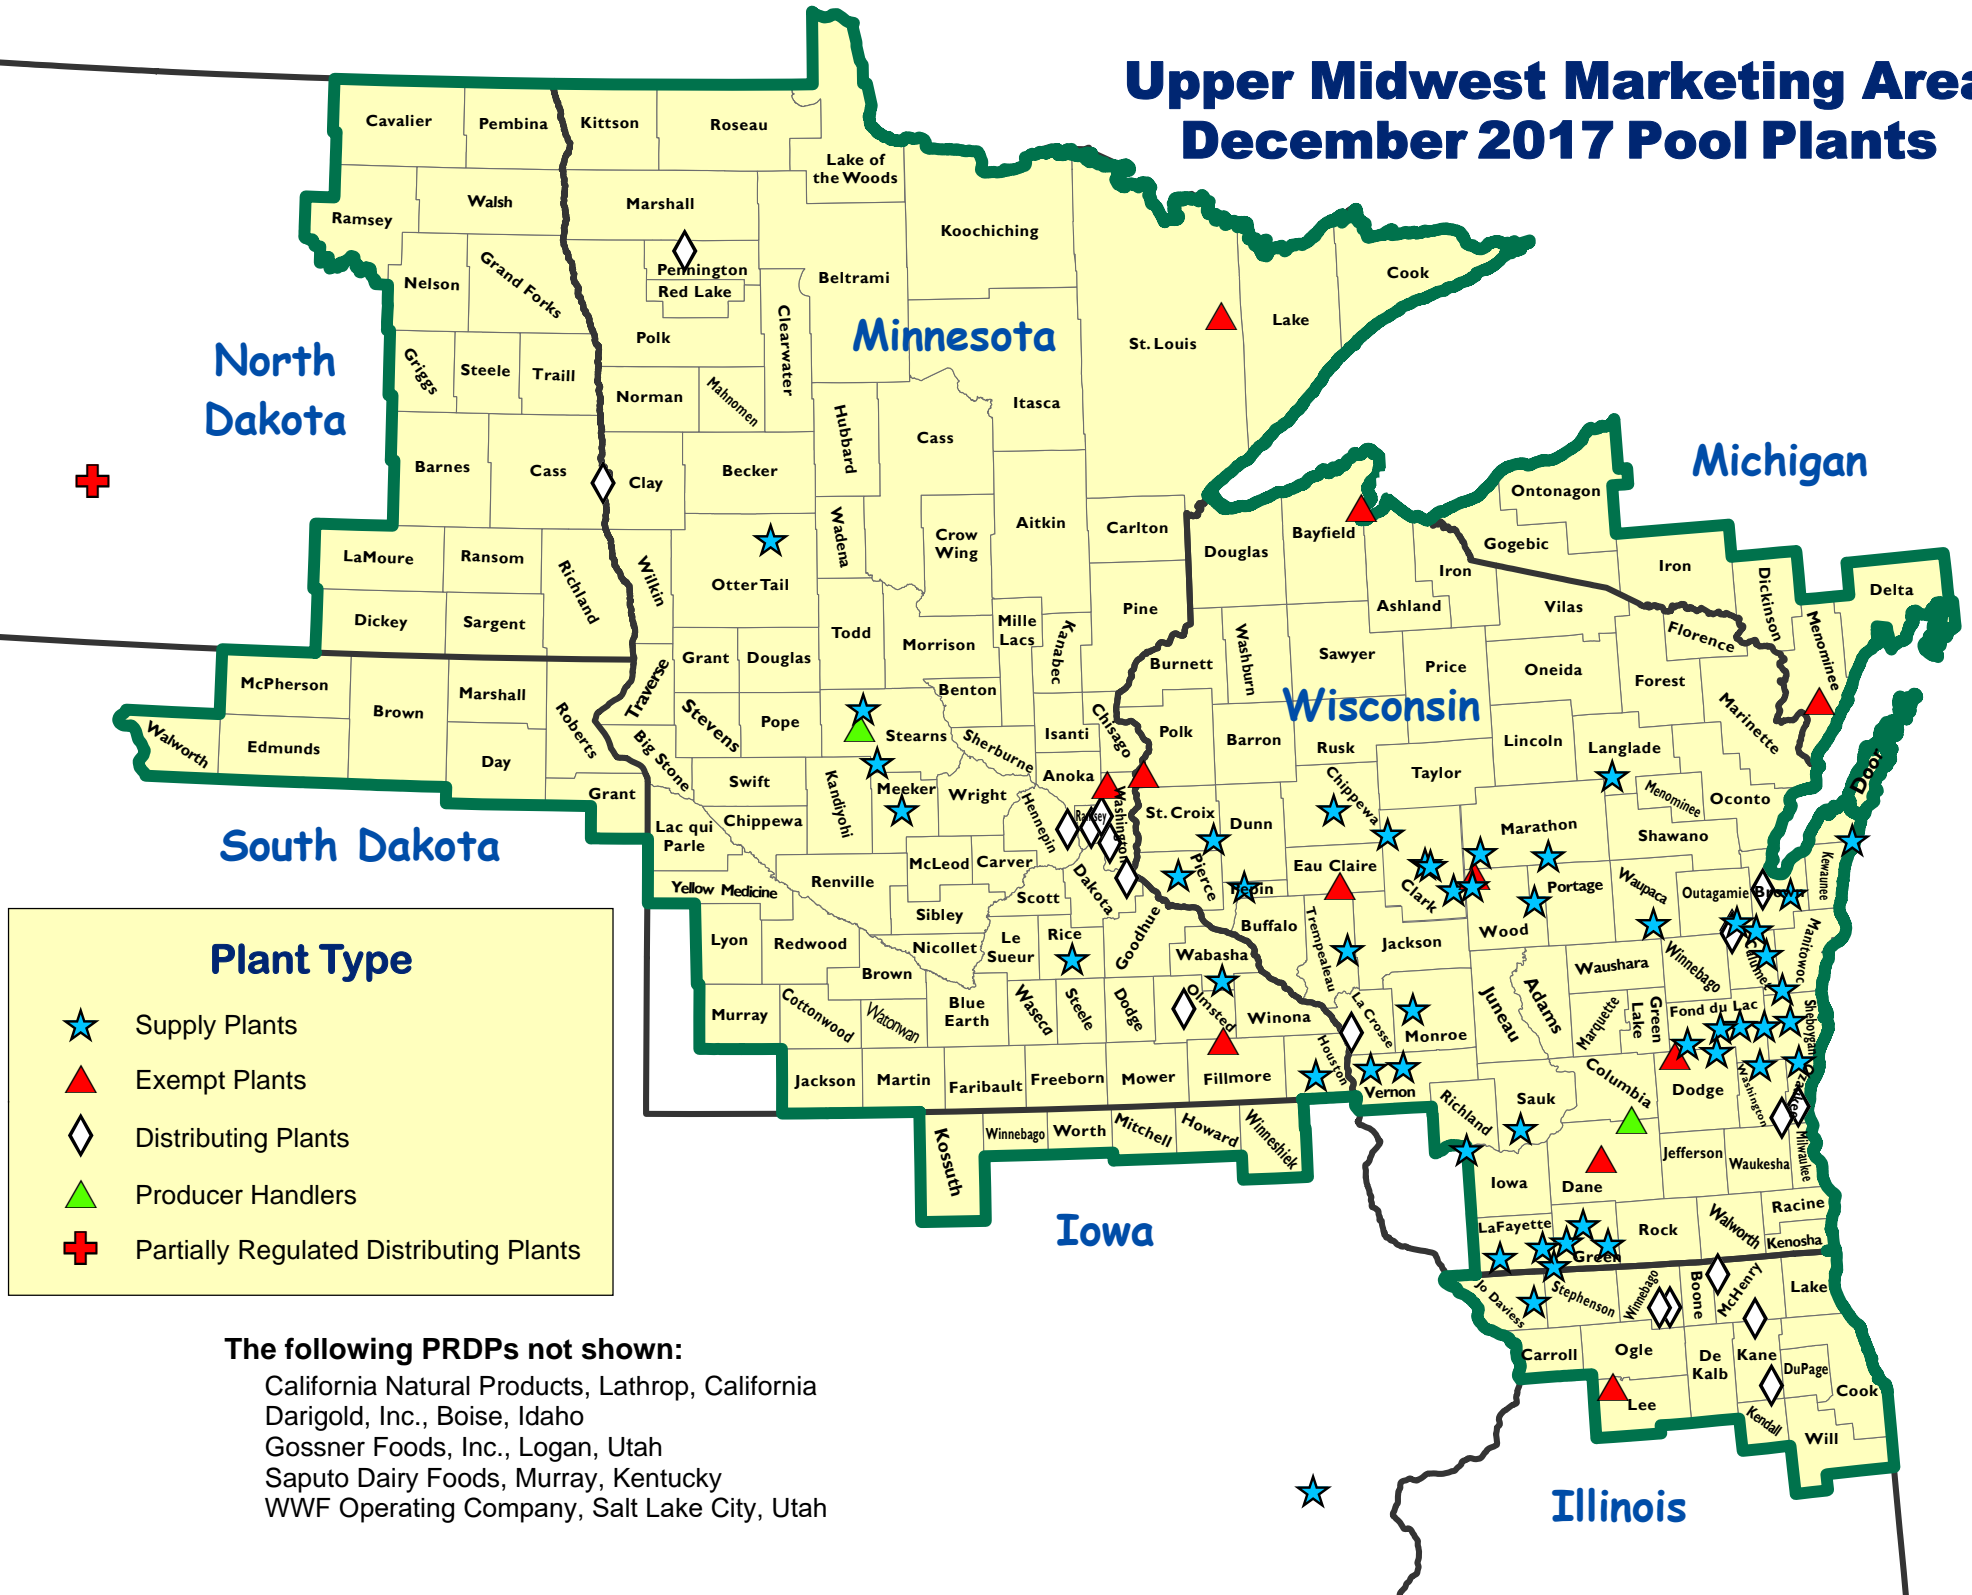 Upper Midwest Marketing Area
December 2017 Pool Plants
Cavalier
Pembina
Kittson
Roseau
Lake of
the Woods
Ramsey
Walsh
Marshall
Koochiching
Nelson
Grand Forks
Pennington
Red Lake
Beltrami
Cook
Lake
St. Louis
Clearwater
Polk
Minnesota
North
Dakota
Griggs
Steele
Traill
Norman
Mahnomen
Itasca
Hubbard
Cass
Barnes
Cass
Clay
Becker
Michigan
Ontonagon
Wadena
Crow
Wing
Aitkin
Carlton
Douglas
Bayfield
Gogebic
Iron
Iron
Dickinson
Delta
LaMoure
Ransom
Richland
Wilkin
Otter Tail
Ashland
Vilas
Menominee
Florence
Dickey
Sargent
Todd
Morrison
Mille
Lacs
Kanabec
Pine
Burnett
Washburn
Sawyer
Price
Oneida
Forest
Marinette
Grant
Douglas
Traverse
McPherson
Marshall
Brown
Walworth
Edmunds
Day
Roberts
Grant
Big Stone
Stevens
Pope
Stearns
Benton
Sherburne
Isanti
Chisago
Polk
Barron
Rusk
Wisconsin
Lincoln
Langlade
Taylor
Chippewa
Door
Swift
Kandiyohi
Meeker
Wright
Anoka
Hennepin
Ramsey
Washington
St. Croix
Dunn
Marathon
Menominee
Oconto
Shawano
South Dakota
Lac qui
Parle
Chippewa
McLeod
Carver
Renville
Yellow Medicine
Scott
Dakota
Pierce
Pepin
Eau Claire
Clark
Portage
Waupaca
Outagamie
Brown
Kewaunee
Sibley
Nicollet
Le
Sueur
Rice
Goodhue
Wabasha
Buffalo
Trempealeau
Jackson
Wood
Waushara
Winnebago
Calumet
Manitowoc
Lyon
Redwood
Brown
Murray
Cottonwood
Watonwan
Blue
Earth
Waseca
Steele
Dodge
Olmsted
Winona
La Crosse
Monroe
Juneau
Adams
Marquette
Green
Lake
Fond du Lac
Sheboygan
Jackson
Martin
Faribault
Freeborn
Mower
Fillmore
Houston
Vernon
Richland
Sauk
Columbia
Dodge
Washington
Ozaukee
Kossuth
Winnebago
Worth
Mitchell
Howard
Winneshiek
Iowa
Iowa
Dane
Jefferson
Waukesha
Milwaukee
LaFayette
Green
Rock
Walworth
Racine
Kenosha
Jo Daviess
Stephenson
Winnebago
Boone
McHenry
Lake
Carroll
Ogle
De
Kalb
Kane
DuPage
Cook
Lee
Kendall
Will
Illinois
Plant Type
Supply Plants
Exempt Plants
Distributing Plants
Producer Handlers
Partially Regulated Distributing Plants
The following PRDPs not shown:
California Natural Products, Lathrop, California
Darigold, Inc., Boise, Idaho
Gossner Foods, Inc., Logan, Utah
Saputo Dairy Foods, Murray, Kentucky
WWF Operating Company, Salt Lake City, Utah